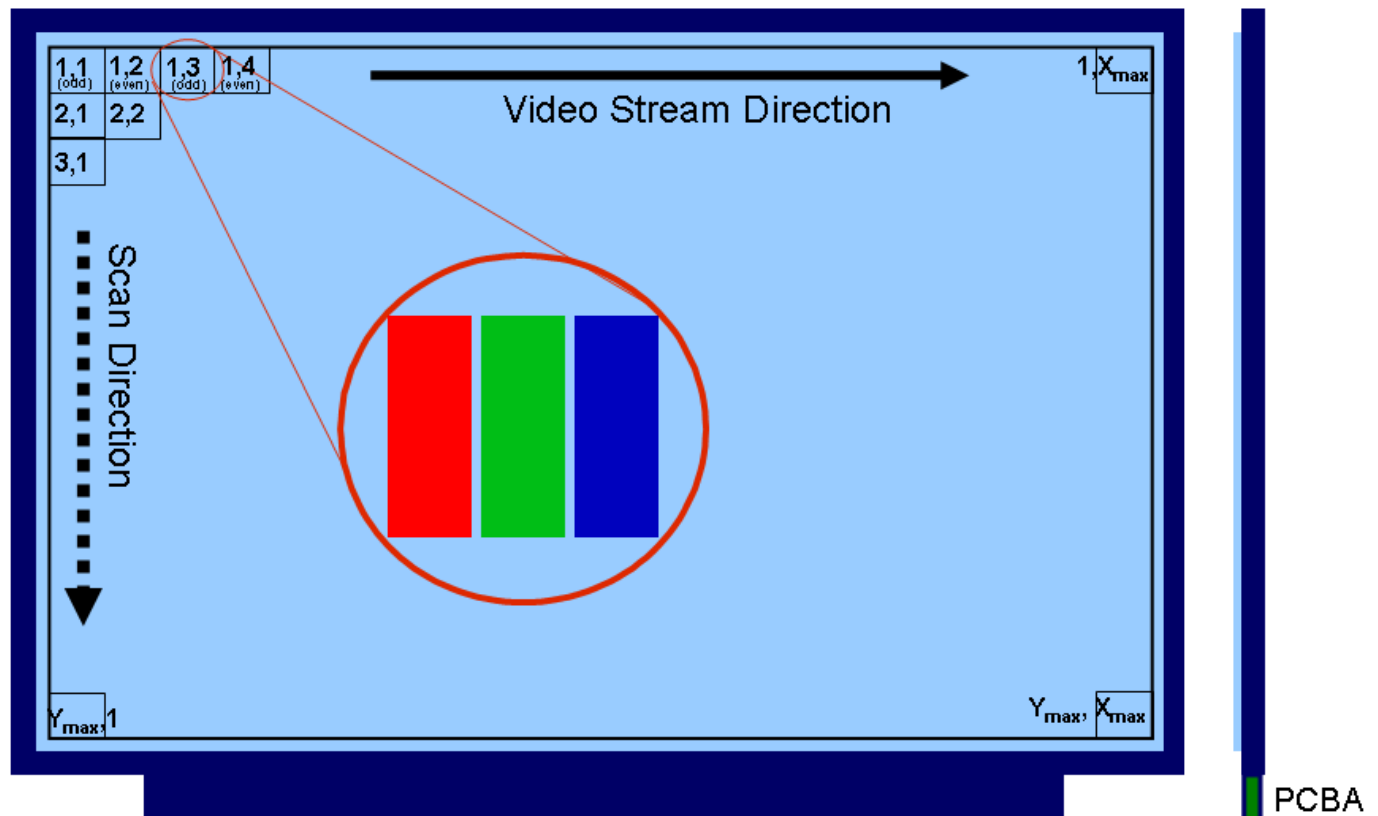 1,1 1,2 1,3 1,4 1,Xmax
(odd) (even) (odd) (even)
Video Stream Direction
2,1 2,2
3,1
Scan Direction
Ymax,1 Ymax, Xmax
PCBA